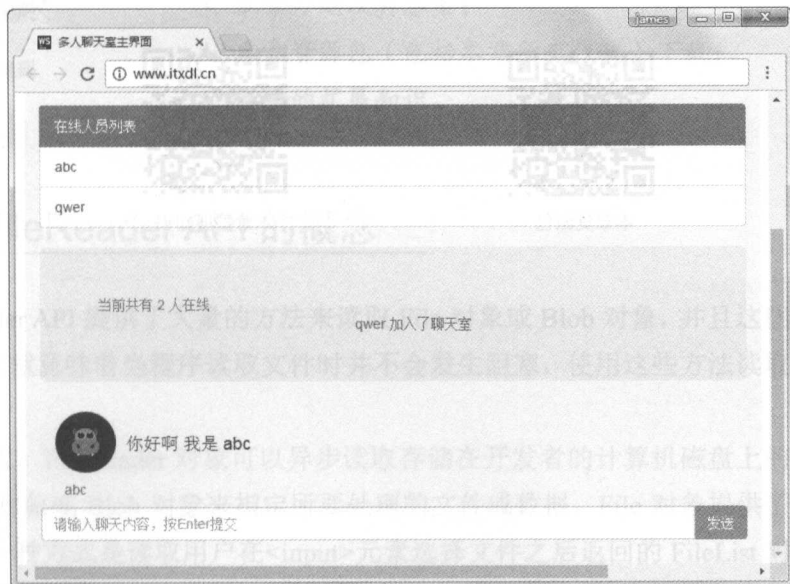 james
多人聊天室主界面
www.itxdl.cn
在线人员列表
abc
qwer
当前共有 2 人在线
qwer 加入了聊天室
你好啊 我是 abc
abc
请输入聊天内容，按Enter提交
发送